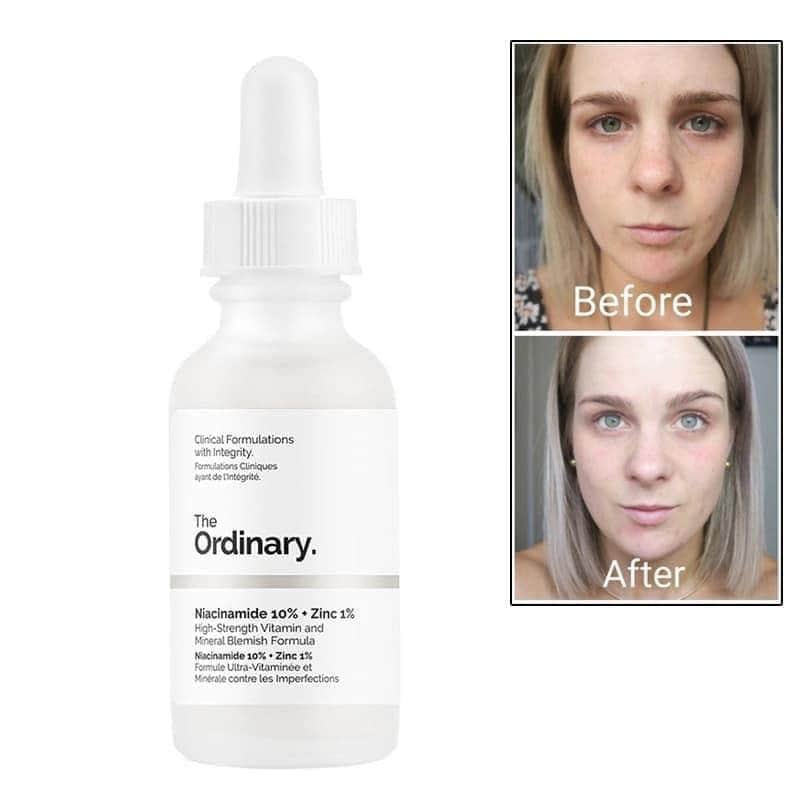 Clinical Formulations
with Integrity.
Formulations Cliniques
ayant de l'Intégrité.
The
Ordinary.
Niacinamide 10% + Zinc 1%
High-Strength Vitamin and
Mineral Blemish Formula
Niacinamide 10% + Zinc 1%
Formule Ultra-Vitaminée et
Minérale contre les Imperfections
Before
After